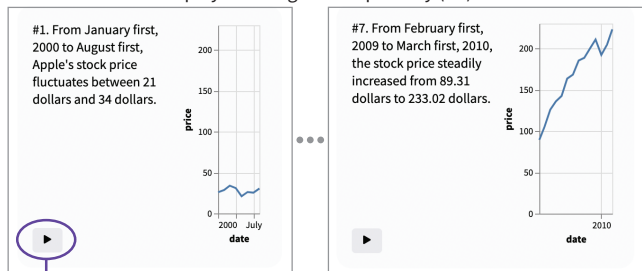 #1. From January first,
2000 to August first,
Apple's stock price
fluctuates between 21
dollars and 34 dollars.
200
150
100
50
0
price
2000 July
date
#7. From February first,
2009 to March first, 2010,
the stock price steadily
increased from 89.31
dollars to 233.02 dollars.
200
150
100
50
0
price
2010
date